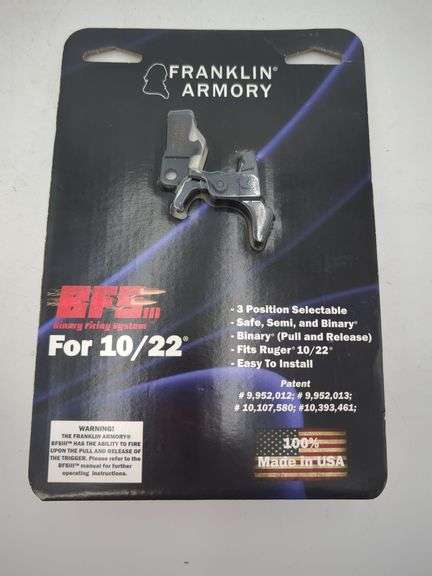 FRANKLIN®
ARMORY
BFSIII™
Binary Firing System
For 10/22®
- 3 Position Selectable
- Safe, Semi, and Binary®
- Binary® (Pull and Release)
- Fits Ruger® 10/22®
- Easy To Install
Patent
# 9,952,012; # 9,952,013;
# 10,107,580; #10,393,461;
WARNING!
THE FRANKLIN ARMORY®
BFSIII™ HAS THE ABILITY TO FIRE
UPON THE PULL AND RELEASE OF
THE TRIGGER. Please refer to the
BFSIII™ manual for further
operating instructions.
100%
Made in USA